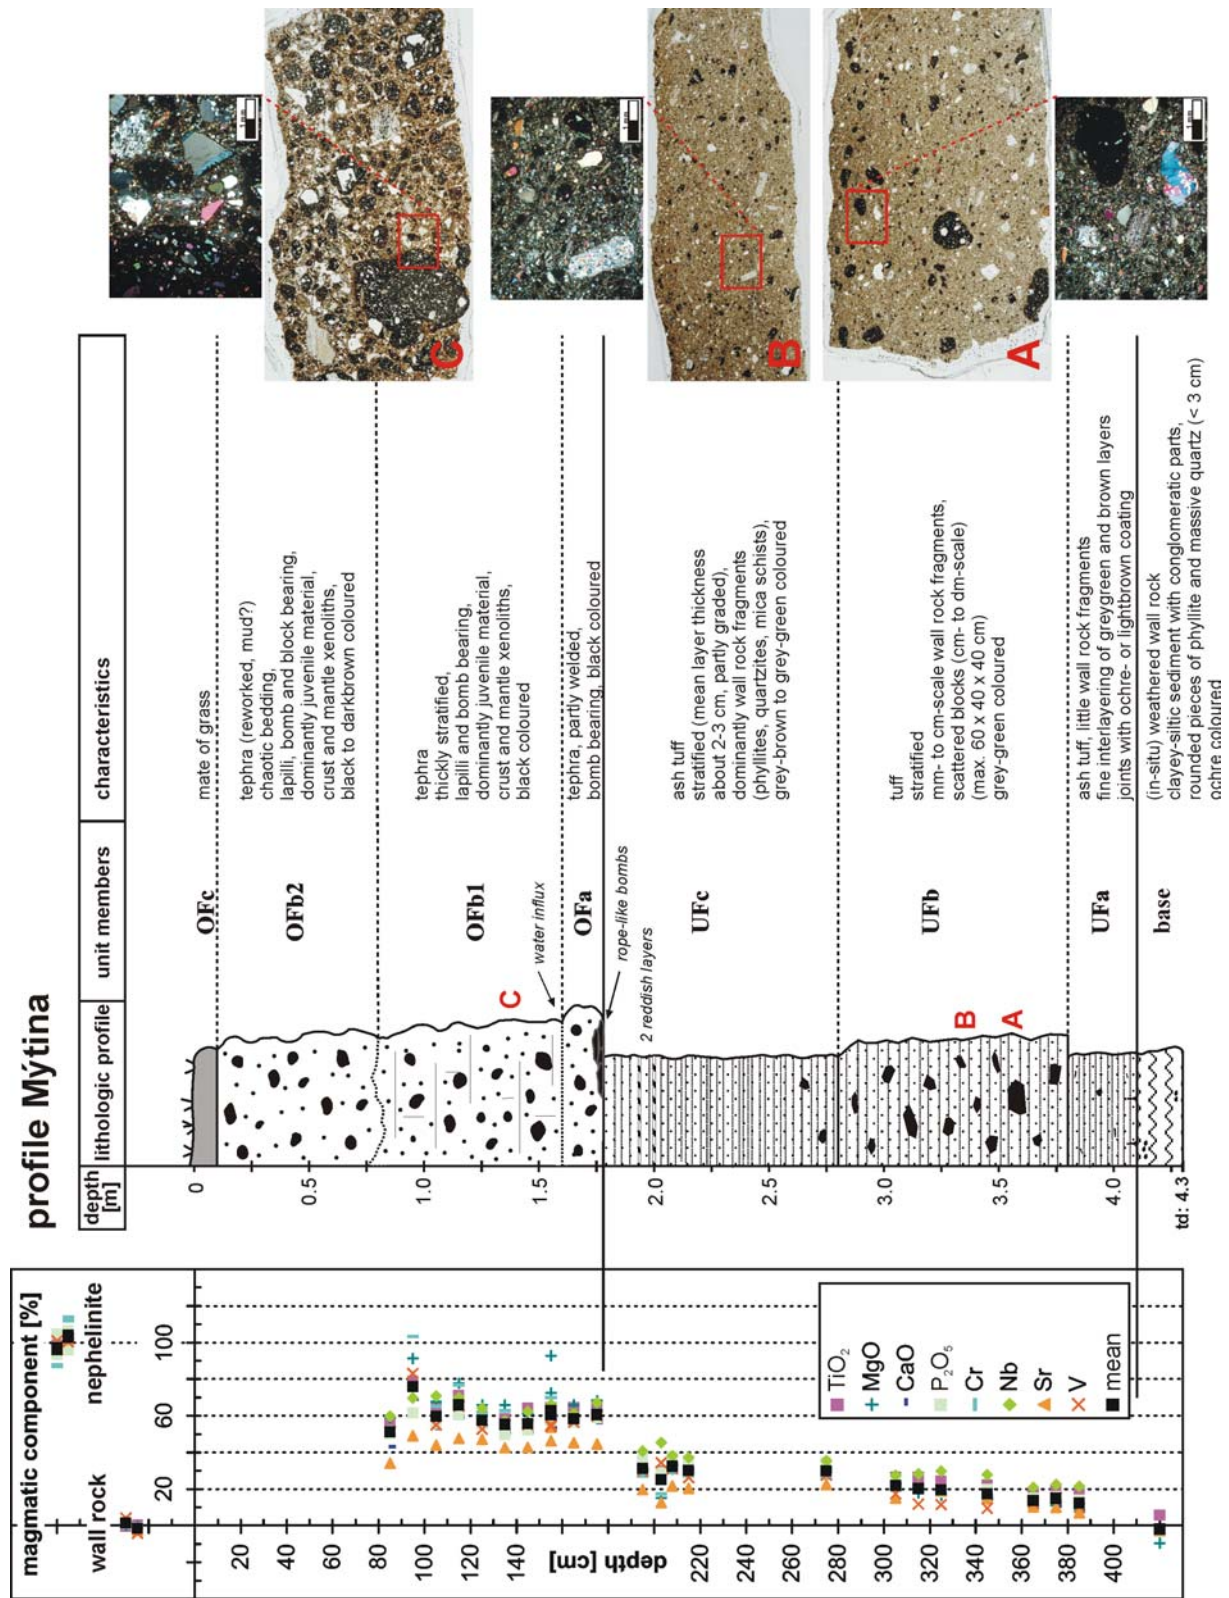 profile Mýtina
depth
[m]
lithologic profile
unit members
characteristics
0
0.5
1.0
1.5
2.0
2.5
3.0
3.5
4.0
td: 4.3
OFc
mate of grass
OFb2
tephra (reworked, mud?)
chaotic bedding,
lapilli, bomb and block bearing,
dominantly juvenile material,
crust and mantle xenoliths,
black to darkbrown coloured
OFb1
tephra
thickly stratified,
lapilli and bomb bearing,
dominantly juvenile material,
crust and mantle xenoliths,
black coloured
C
water influx
OFa
tephra, partly welded,
bomb bearing, black coloured
rope-like bombs
2 reddish layers
UFc
ash tuff
stratified (mean layer thickness
about 2-3 cm, partly graded),
dominantly wall rock fragments
(phyllites, quartzites, mica schists),
grey-brown to grey-green coloured
UFb
tuff
stratified
mm- to cm-scale wall rock fragments,
scattered blocks (cm- to dm-scale)
(max. 60 x 40 x 40 cm)
grey-green coloured
B
A
UFa
ash tuff, little wall rock fragments
fine interlayering of greygreen and brown layers
joints with ochre- or lightbrown coating
base
(in-situ) weathered wall rock
clayey-siltic sediment with conglomeratic parts,
rounded pieces of phyllite and massive quartz (< 3 cm)
ochre coloured
C
B
A
1 mm
1 mm
1 mm
magmatic component [%]
wall rock
nephelinite
20
60
100
20
40
60
80
100
120
140
depth [cm]
220
240
260
280
300
320
340
360
380
400
TiO2
MgO
CaO
P2O5
Cr
Nb
Sr
V
mean